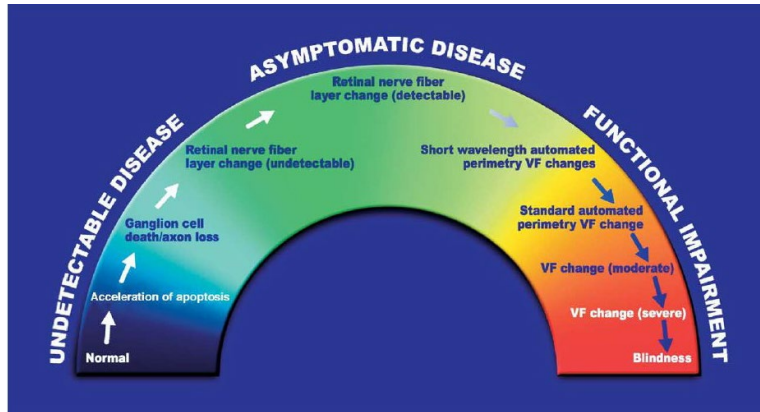 ASYMPTOMATIC DISEASE
UNDETECTABLE DISEASE
FUNCTIONAL IMPAIRMENT
Normal
Acceleration of apoptosis
Ganglion cell
death/axon loss
Retinal nerve fiber
layer change (undetectable)
Retinal nerve fiber
layer change (detectable)
Short wavelength automated
perimetry VF changes
Standard automated
perimetry VF change
VF change (moderate)
VF change (severe)
Blindness